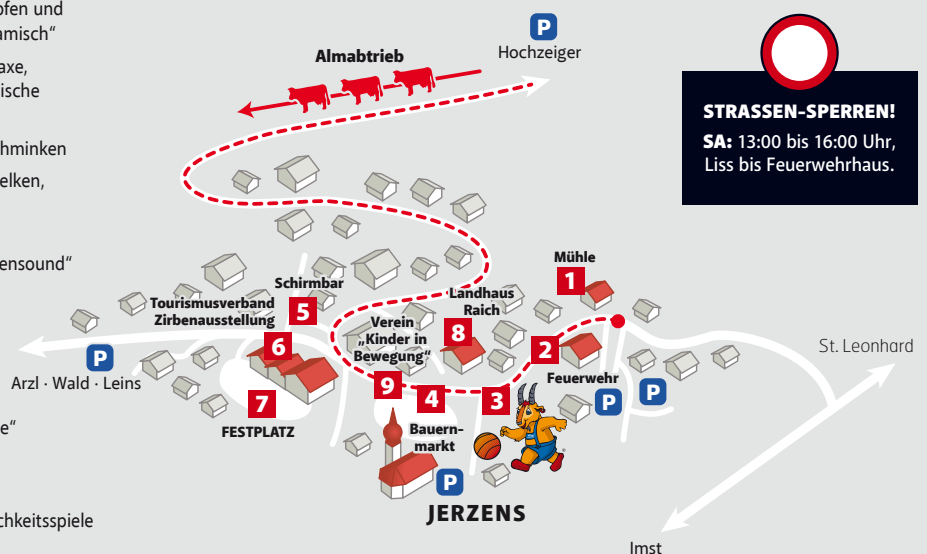 pfen und
amisch“
axe,
ische
hminken
elken,
ensound“
e“
chkeitsspiele
P
Hochzeiger
Almabtrieb
STRASSEN-SPERREN!
SA: 13:00 bis 16:00 Uhr,
Liss bis Feuerwehrhaus.
Mühle
1
Schirmbar
5
Tourismusverband
Zirbenausstellung
6
Landhaus
Raich
8
Verein
„Kinder in
Bewegung“
9
2
Feuerwehr
P
P
St. Leonhard
P
Arzl · Wald · Leins
7
FESTPLATZ
4
3
Bauern-
markt
P
JERZENS
Imst